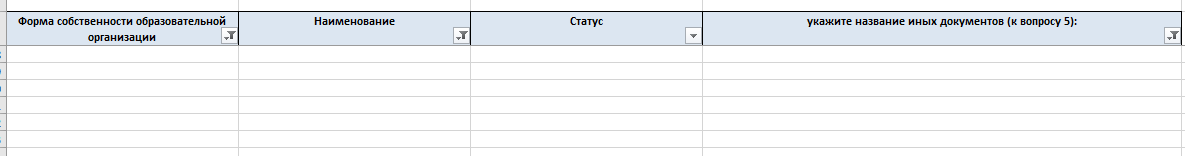 Форма собственности образовательной
организации
Наименование
Статус
укажите название иных документов (к вопросу 5):